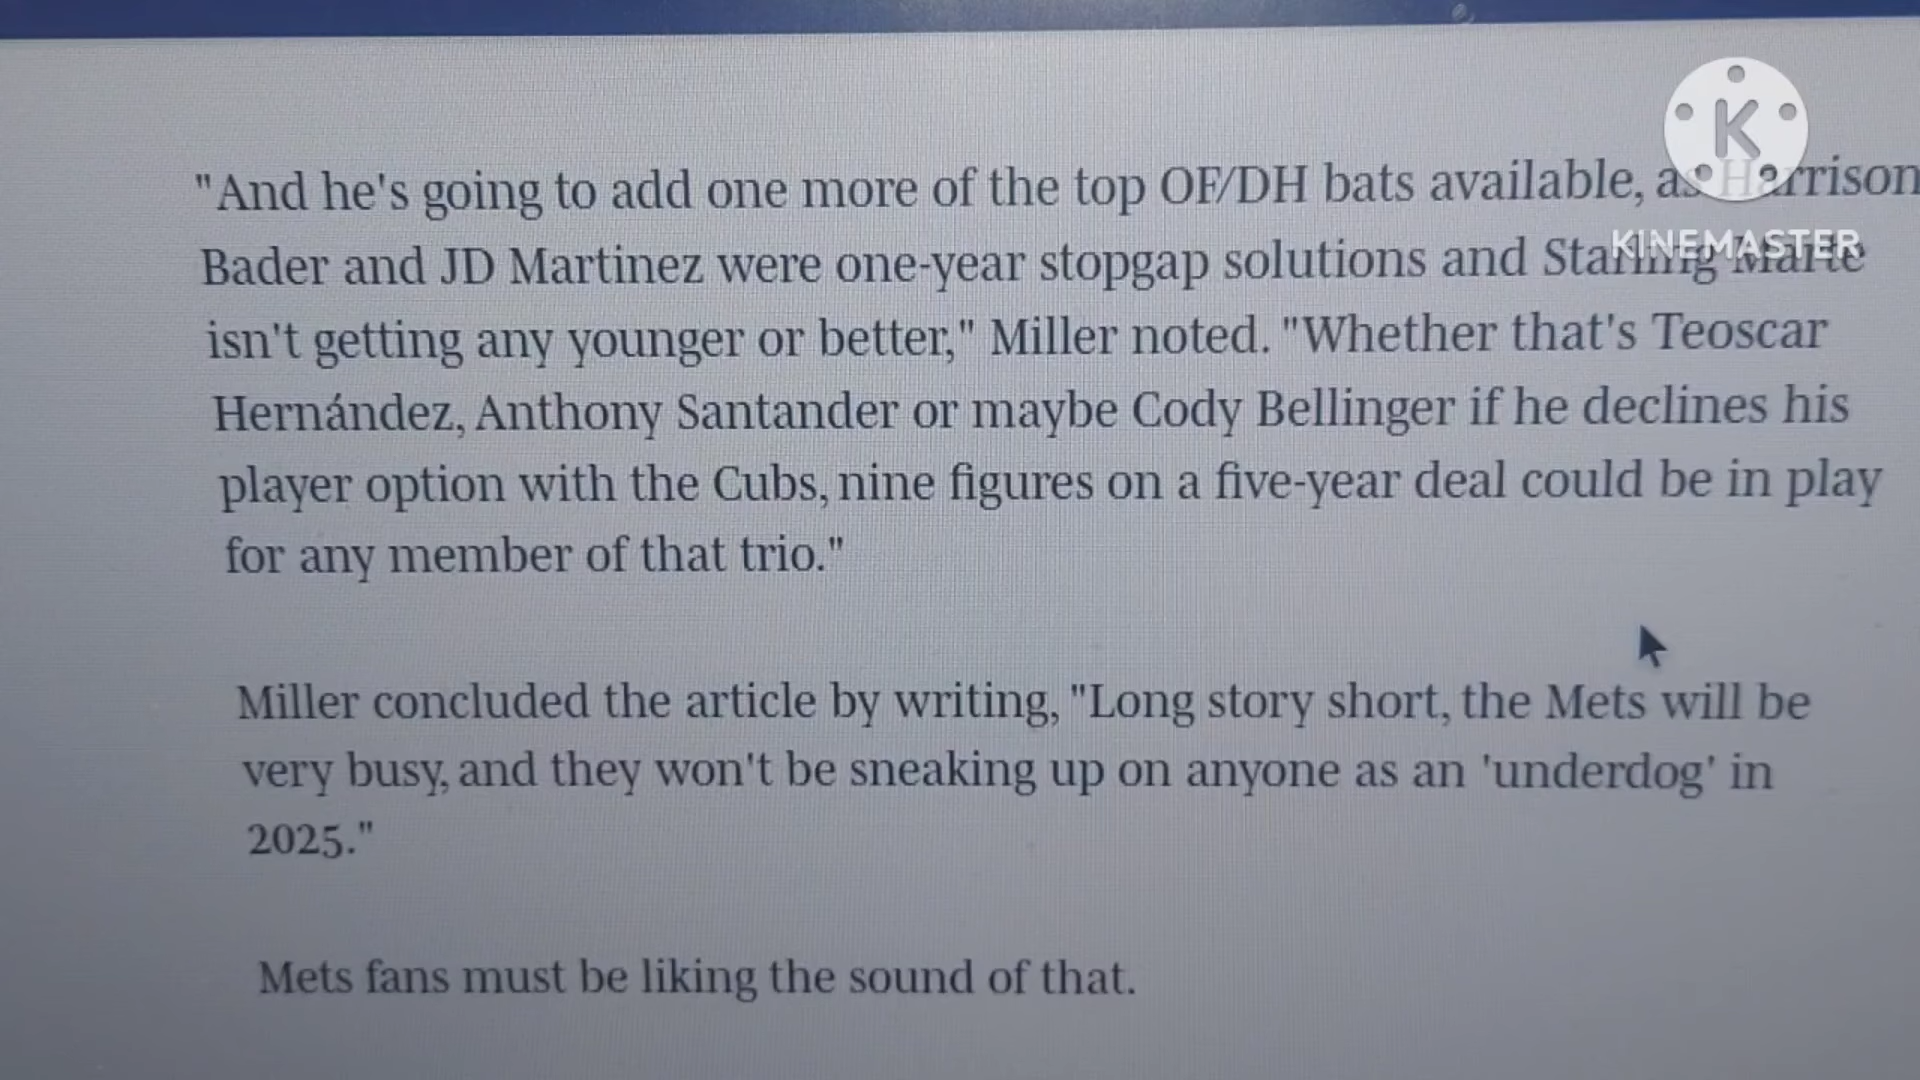 "And he's going to add one more of the top OF/DH bats available, as Harrison
Bader and JD Martinez were one-year stopgap solutions and Starling Marte
isn't getting any younger or better," Miller noted. "Whether that's Teoscar
Hernández, Anthony Santander or maybe Cody Bellinger if he declines his
player option with the Cubs, nine figures on a five-year deal could be in play
for any member of that trio."
Miller concluded the article by writing, "Long story short, the Mets will be
very busy, and they won't be sneaking up on anyone as an 'underdog' in
2025."
Mets fans must be liking the sound of that.
K
KINEMASTER